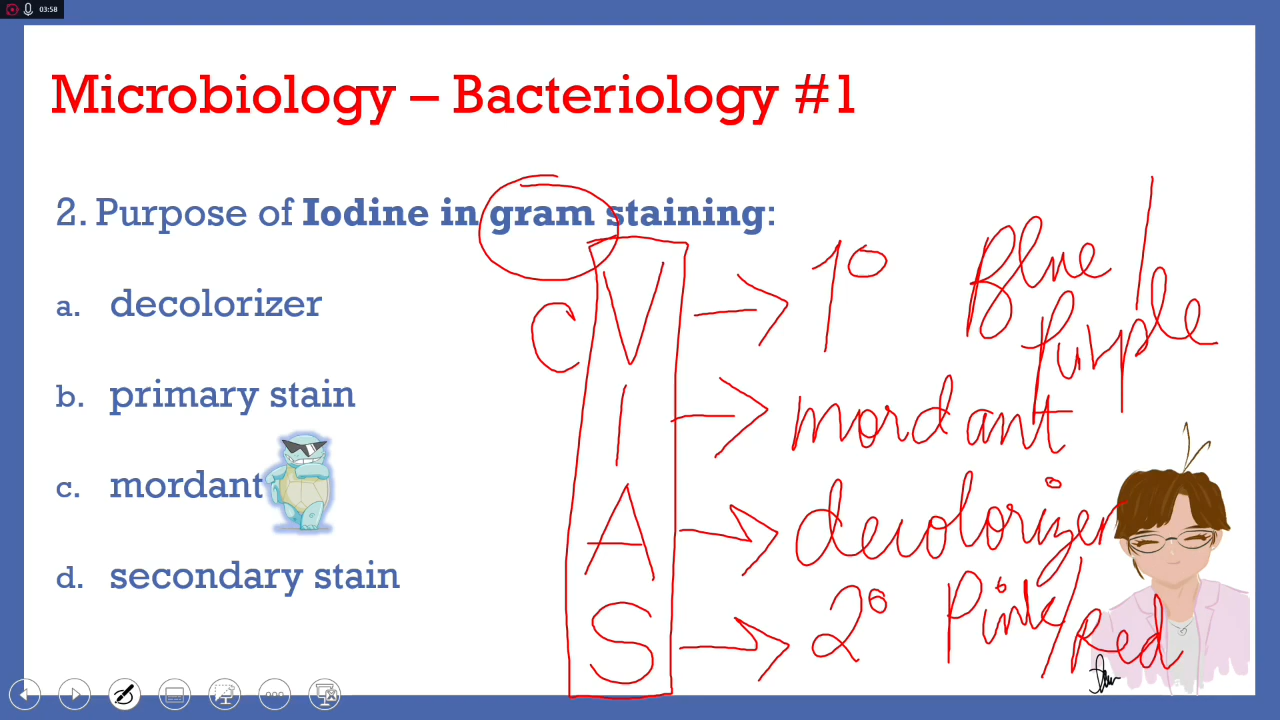 03:58
Microbiology – Bacteriology #1
2. Purpose of Iodine in gram staining:
a. decolorizer
b. primary stain
c. mordant
d. secondary stain
C V → 1° Blue/
Purple
I → mordant
A → decolorizer
S → 2° Pink/Red